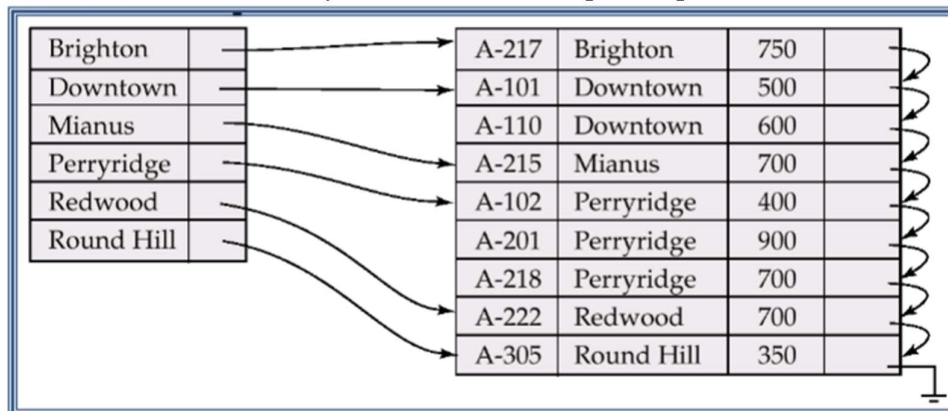 Brighton
Downtown
Mianus
Perryridge
Redwood
Round Hill
A-217 Brighton 750
A-101 Downtown 500
A-110 Downtown 600
A-215 Mianus 700
A-102 Perryridge 400
A-201 Perryridge 900
A-218 Perryridge 700
A-222 Redwood 700
A-305 Round Hill 350